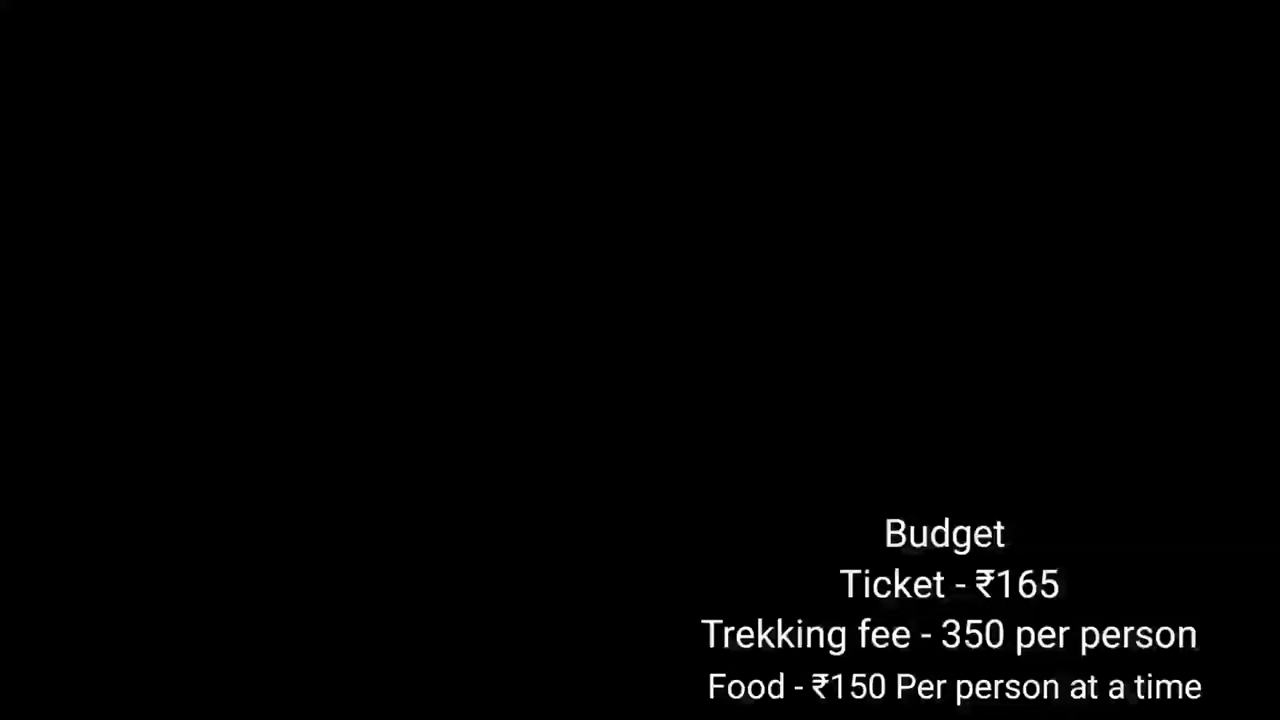 Budget
Ticket - ₹165
Trekking fee - 350 per person
Food - ₹150 Per person at a time